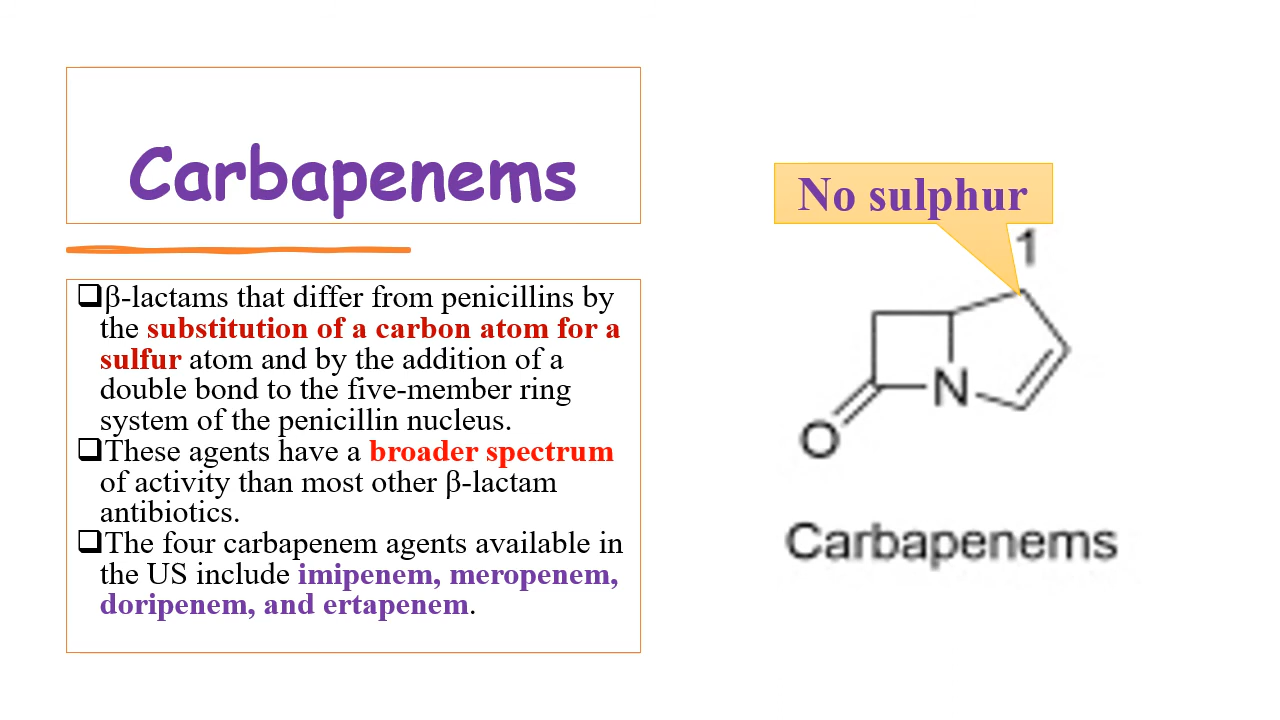 Carbapenems
❑β-lactams that differ from penicillins by
the substitution of a carbon atom for a
sulfur atom and by the addition of a
double bond to the five-member ring
system of the penicillin nucleus.
❑These agents have a broader spectrum
of activity than most other β-lactam
antibiotics.
❑The four carbapenem agents available in
the US include imipenem, meropenem,
doripenem, and ertapenem.
No sulphur
1
N
O
Carbapenems